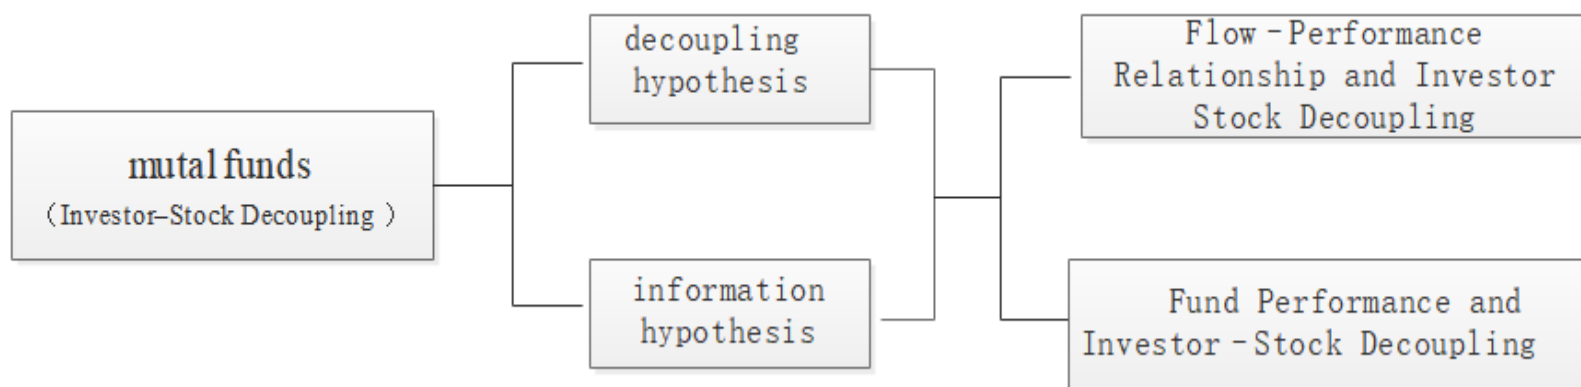 mutal funds
（Investor–Stock Decoupling ）
decoupling
hypothesis
information
hypothesis
Flow-Performance
Relationship and Investor
Stock Decoupling
Fund Performance and
Investor-Stock Decoupling